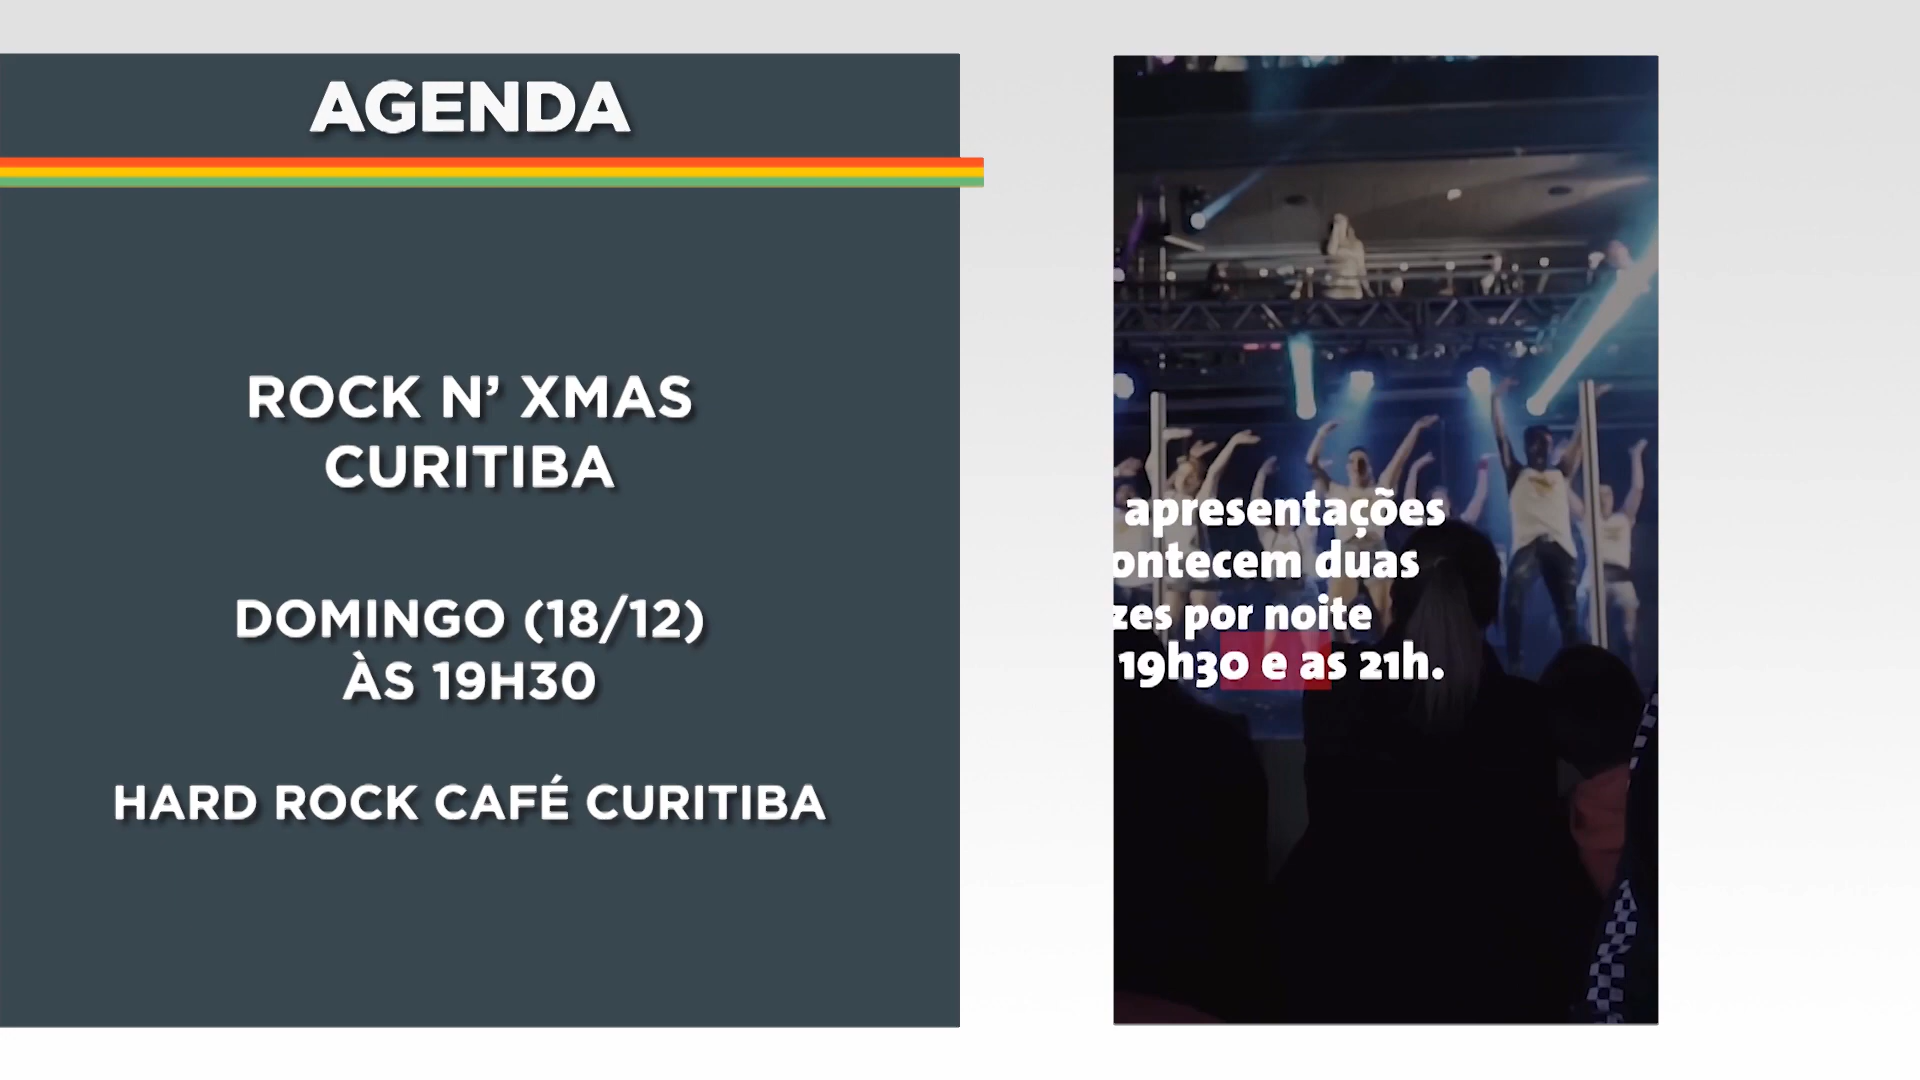 AGENDA
ROCK N’ XMAS
CURITIBA
DOMINGO (18/12)
ÀS 19H30
HARD ROCK CAFÉ CURITIBA
apresentações
ontecem duas
zes por noite
19h30 e as 21h.